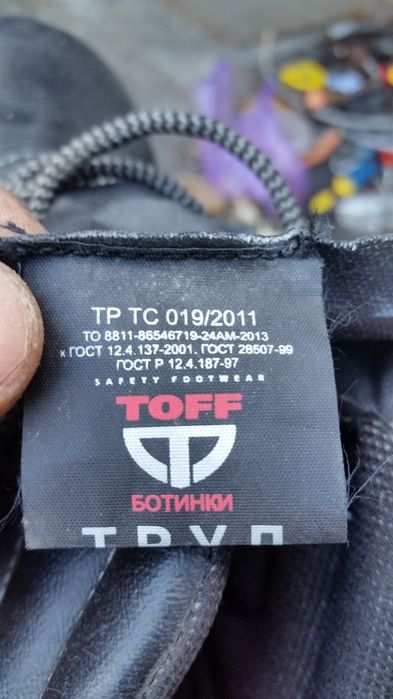 ТР ТС 019/2011
ТО 8811-86546719-24АМ-2013
к ГОСТ 12.4.137-2001. ГОСТ 28507-99
ГОСТ Р 12.4.187-97
SAFETY FOOTWEAR
TOFF
БОТИНКИ
ТРУД